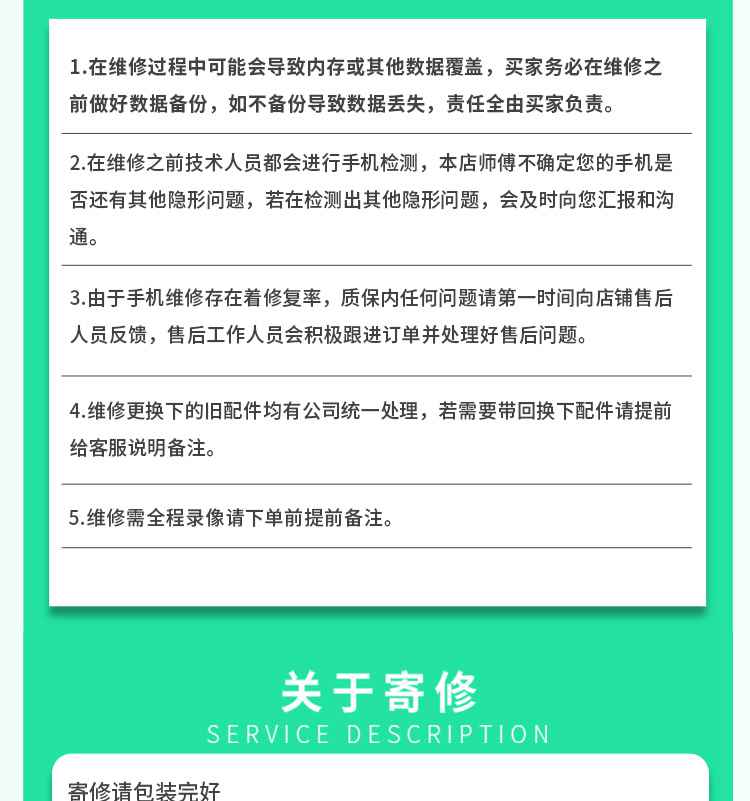 1.在维修过程中可能会导致内存或其他数据覆盖，买家务必在维修之
前做好数据备份，如不备份导致数据丢失，责任全由买家负责。
2.在维修之前技术人员都会进行手机检测，本店师傅不确定您的手机是
否还有其他隐形问题，若在检测出其他隐形问题，会及时向您汇报和沟
通。
3.由于手机维修存在着修复率，质保内任何问题请第一时间向店铺售后
人员反馈，售后工作人员会积极跟进订单并处理好售后问题。
4.维修更换下的旧配件均有公司统一处理，若需要带回换下配件请提前
给客服说明备注。
5.维修需全程录像请下单前提前备注。
关于寄修
SERVICE DESCRIPTION
寄修请包装完好